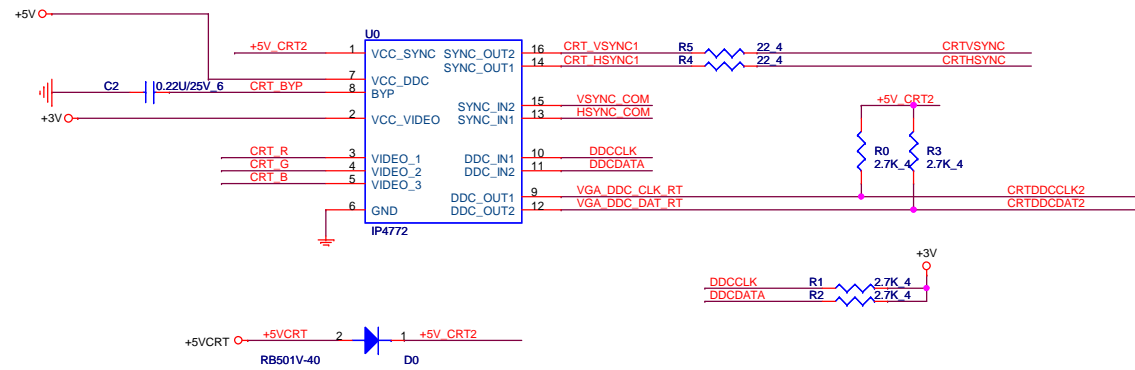 +5V
U0
+5V_CRT2 1 VCC_SYNC SYNC_OUT2 16 CRT_VSYNC1 R5 22_4 CRTVSYNC
SYNC_OUT1 14 CRT_HSYNC1 R4 22_4 CRTHSYNC
7 VCC_DDC
C2 0.22U/25V_6 CRT_BYP 8 BYP
SYNC_IN2 15 VSYNC_COM +5V_CRT2
+3V 2 VCC_VIDEO SYNC_IN1 13 HSYNC_COM
R0 R3
2.7K_4 2.7K_4
CRT_R 3 VIDEO_1 DDC_IN1 10 DDCCLK
CRT_G 4 VIDEO_2 DDC_IN2 11 DDCDATA
CRT_B 5 VIDEO_3
DDC_OUT1 9 VGA_DDC_CLK_RT CRTDDCCLK2
6 GND DDC_OUT2 12 VGA_DDC_DAT_RT CRTDDCDAT2
IP4772
+3V
DDCCLK R1 2.7K_4
DDCDATA R2 2.7K_4
+5VCRT +5VCRT 2 1 +5V_CRT2
RB501V-40 D0